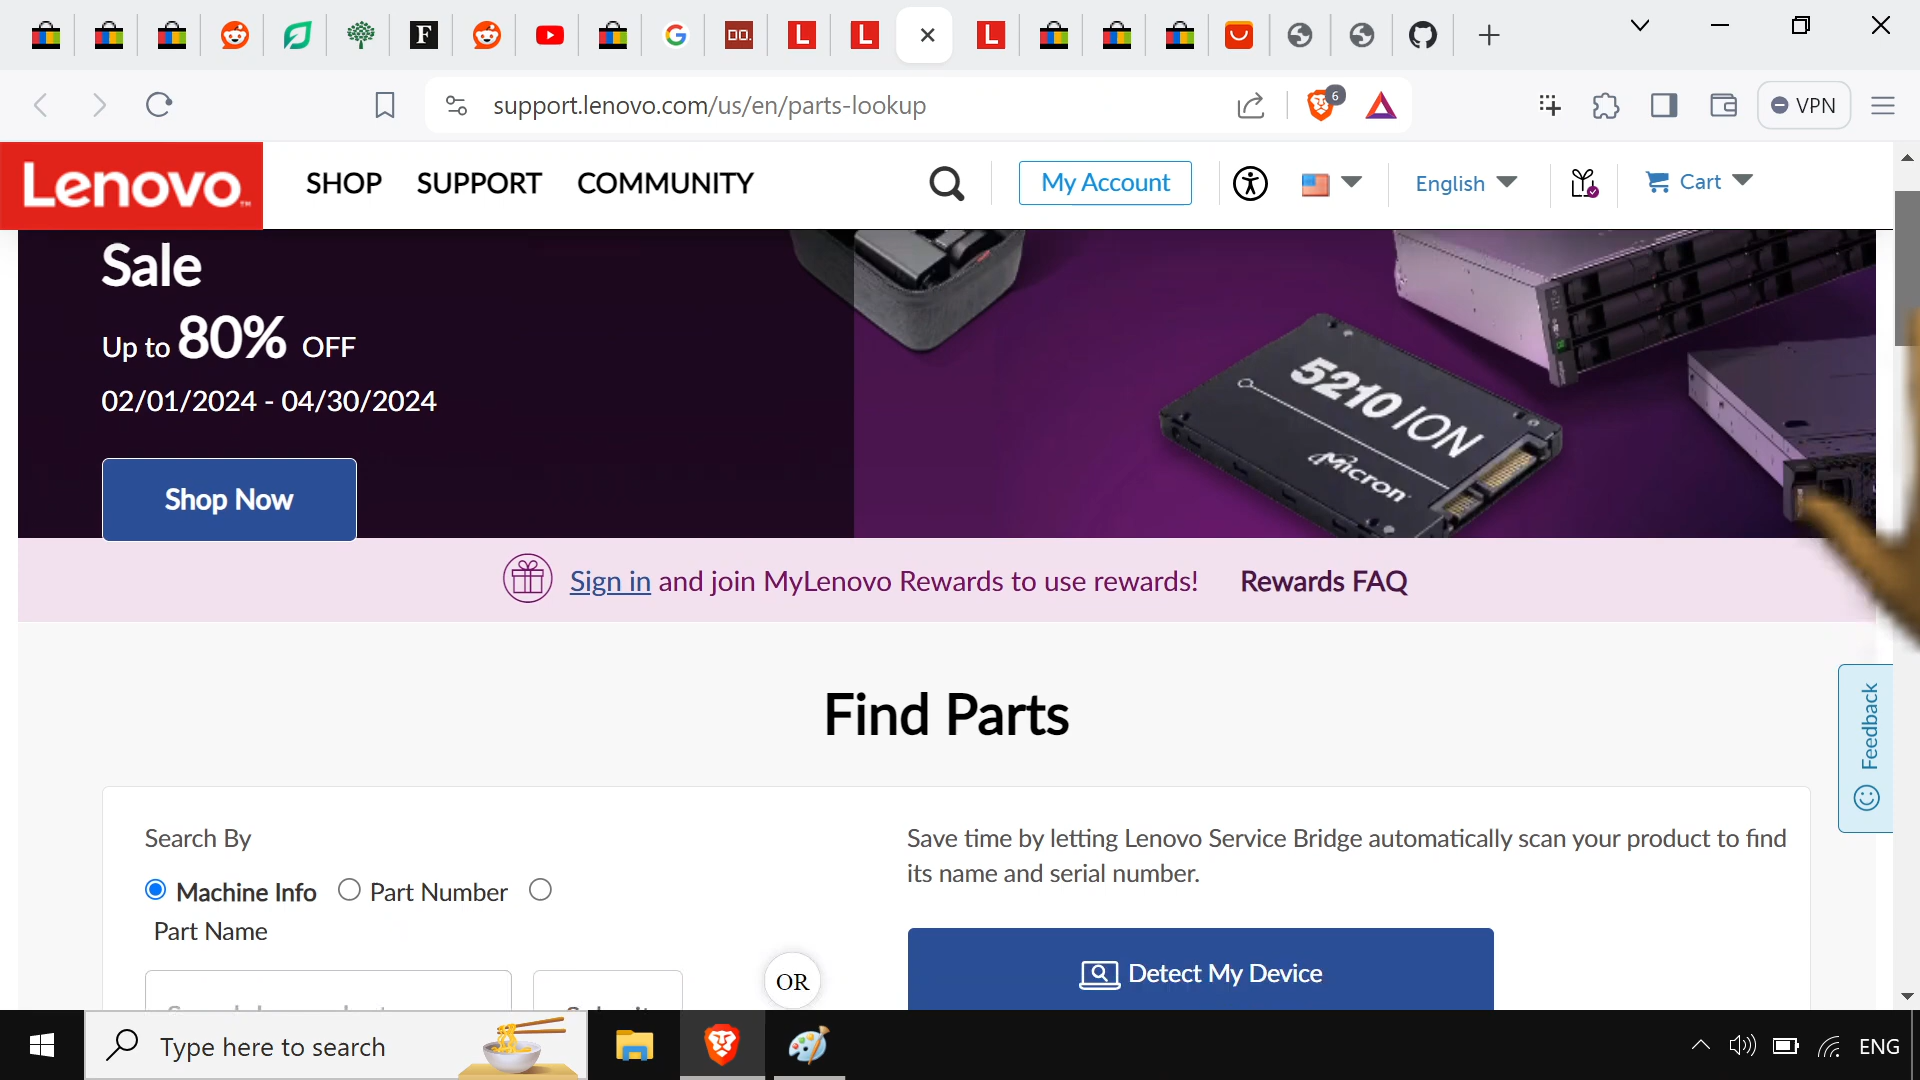 DO.
support.lenovo.com/us/en/parts-lookup
6
VPN
Lenovo™
SHOP
SUPPORT
COMMUNITY
My Account
English
Cart
Sale
Up to 80% OFF
02/01/2024 - 04/30/2024
Shop Now
5210 ION
Micron
Sign in and join MyLenovo Rewards to use rewards!
Rewards FAQ
Feedback
Find Parts
Search By
Machine Info
Part Number
Part Name
OR
Save time by letting Lenovo Service Bridge automatically scan your product to find
its name and serial number.
Detect My Device
Type here to search
ENG